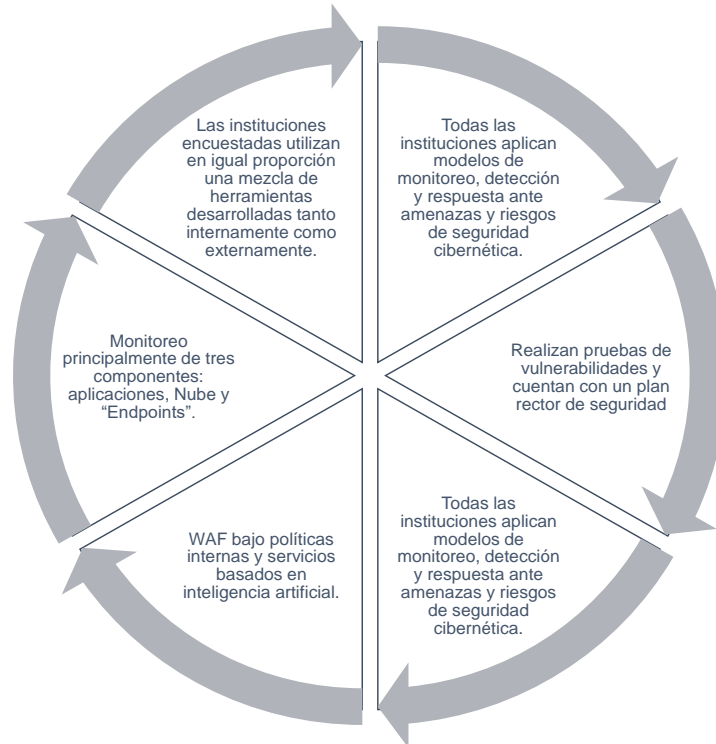 Las instituciones
encuestadas utilizan
en igual proporción
una mezcla de
herramientas
desarrolladas tanto
internamente como
externamente.
Todas las
instituciones aplican
modelos de
monitoreo, detección
y respuesta ante
amenazas y riesgos
de seguridad
cibernética.
Monitoreo
principalmente de tres
componentes:
aplicaciones, Nube y
“Endpoints”.
Realizan pruebas de
vulnerabilidades y
cuentan con un plan
rector de seguridad
WAF bajo políticas
internas y servicios
basados en
inteligencia artificial.
Todas las
instituciones aplican
modelos de
monitoreo, detección
y respuesta ante
amenazas y riesgos
de seguridad
cibernética.